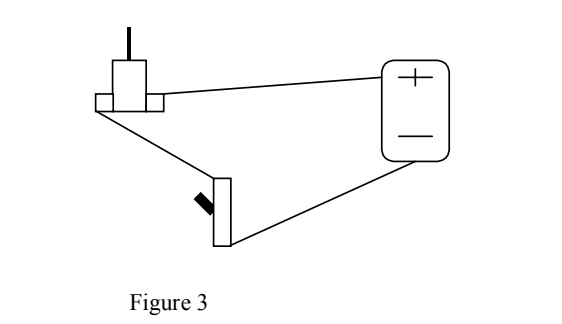 +
—
Figure 3